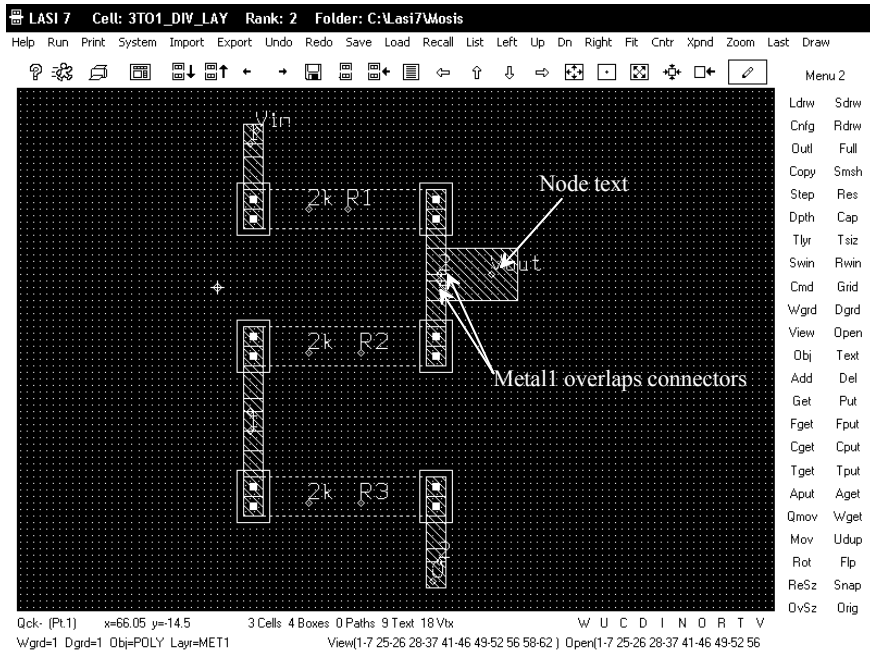 LASI 7 Cell: 3TO1_DIV_LAY Rank: 2 Folder: C:\Lasi7\Mosis
Help Run Print System Import Export Undo Redo Save Load Recall List Left Up Dn Right Fit Cntr Xpnd Zoom Last Draw
Menu 2
Ldrw Sdrw
Cnfg Rdrw
Outl Full
Copy Smsh
Step Res
Dpth Cap
Tlyr Tsiz
Swin Rwin
Cmd Grid
Wgrd Dgrd
View Open
Obj Text
Add Del
Get Put
Fget Fput
Cget Cput
Tget Tput
Aput Aget
Qmov Wget
Mov Udup
Rot Flp
ReSz Snap
OvSz Orig
Vin
2k R1
Node text
Vout
2k R2
Metal1 overlaps connectors
2k R3
Qck- (Pt.1) x=66.05 y=-14.5 3 Cells 4 Boxes 0 Paths 9 Text 18 Vtx W U C D I N O R T V
Wgrd=1 Dgrd=1 Obj=POLY Layr=MET1 View(1-7 25-26 28-37 41-46 49-52 56 58-62 ) Open(1-7 25-26 28-37 41-46 49-52 56